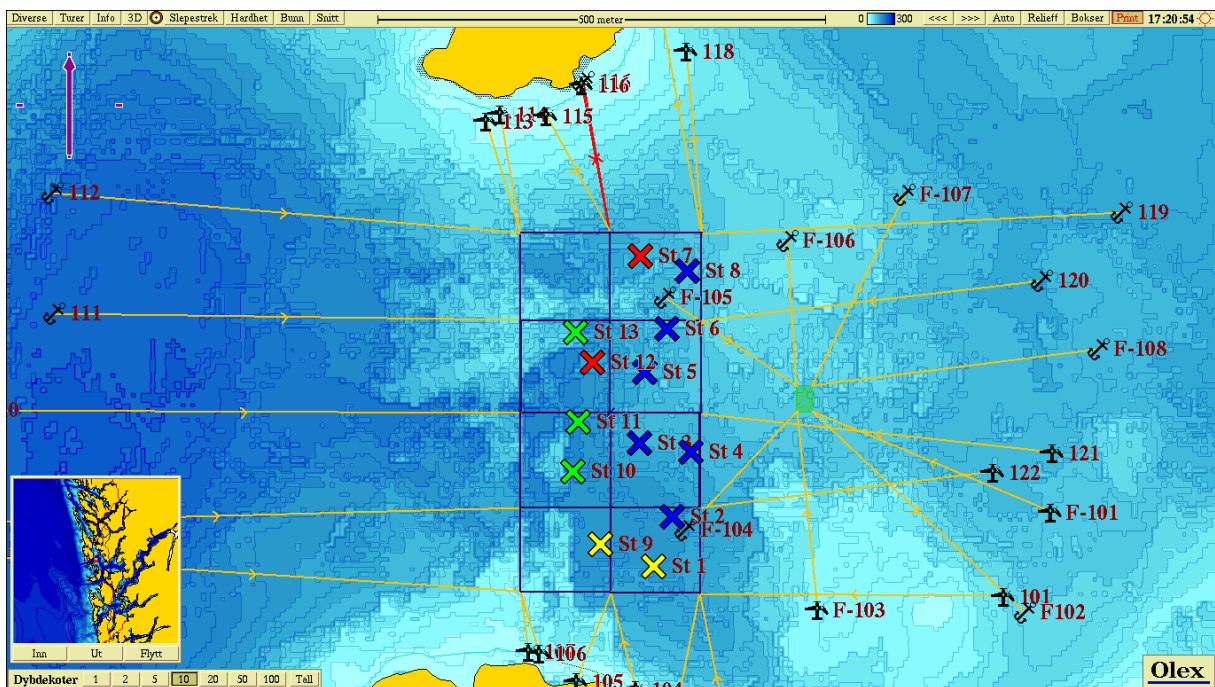 Diverse Turer Info 3D Slepestrek Hardhet Bunn Snitt 500 meter 0 300 <<< >>> Auto Relieff Bokser Print 17:20:54
118
116
113 114 115
112
F-107
119
F-106
St 7
St 8
120
F-105
111
St 13
St 6
F-108
St 12
St 5
0
St 11
St 3
St 4
121
St 10
122
F-101
St 2
F-104
St 9
St 1
101
F102
F-103
Inn Ut Flytt
106
105
104
Dybdekoter 1 2 5 10 20 50 100 Tall
Olex